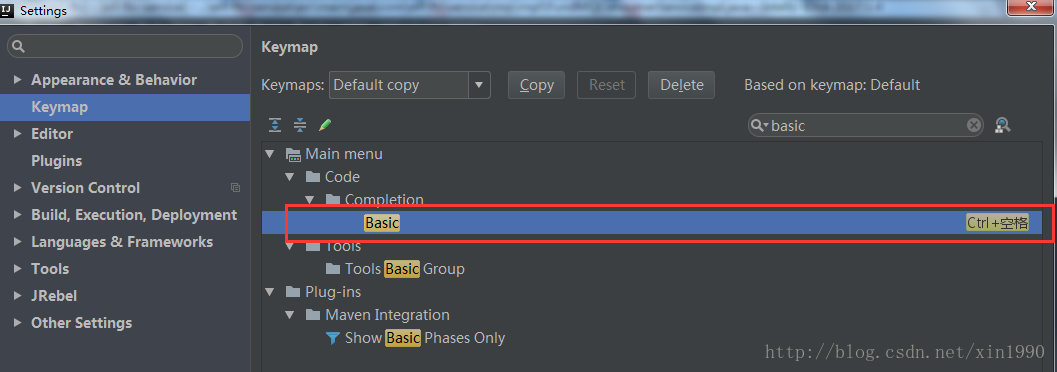 Settings
Keymap
Appearance & Behavior
Keymap
Editor
Plugins
Version Control
Build, Execution, Deployment
Languages & Frameworks
Tools
JRebel
Other Settings
Keymaps: Default copy Copy Reset Delete Based on keymap: Default
basic
Main menu
Code
Completion
Basic Ctrl+空格
Tools
Tools Basic Group
Plug-ins
Maven Integration
Show Basic Phases Only
http://blog.csdn.net/xin1990